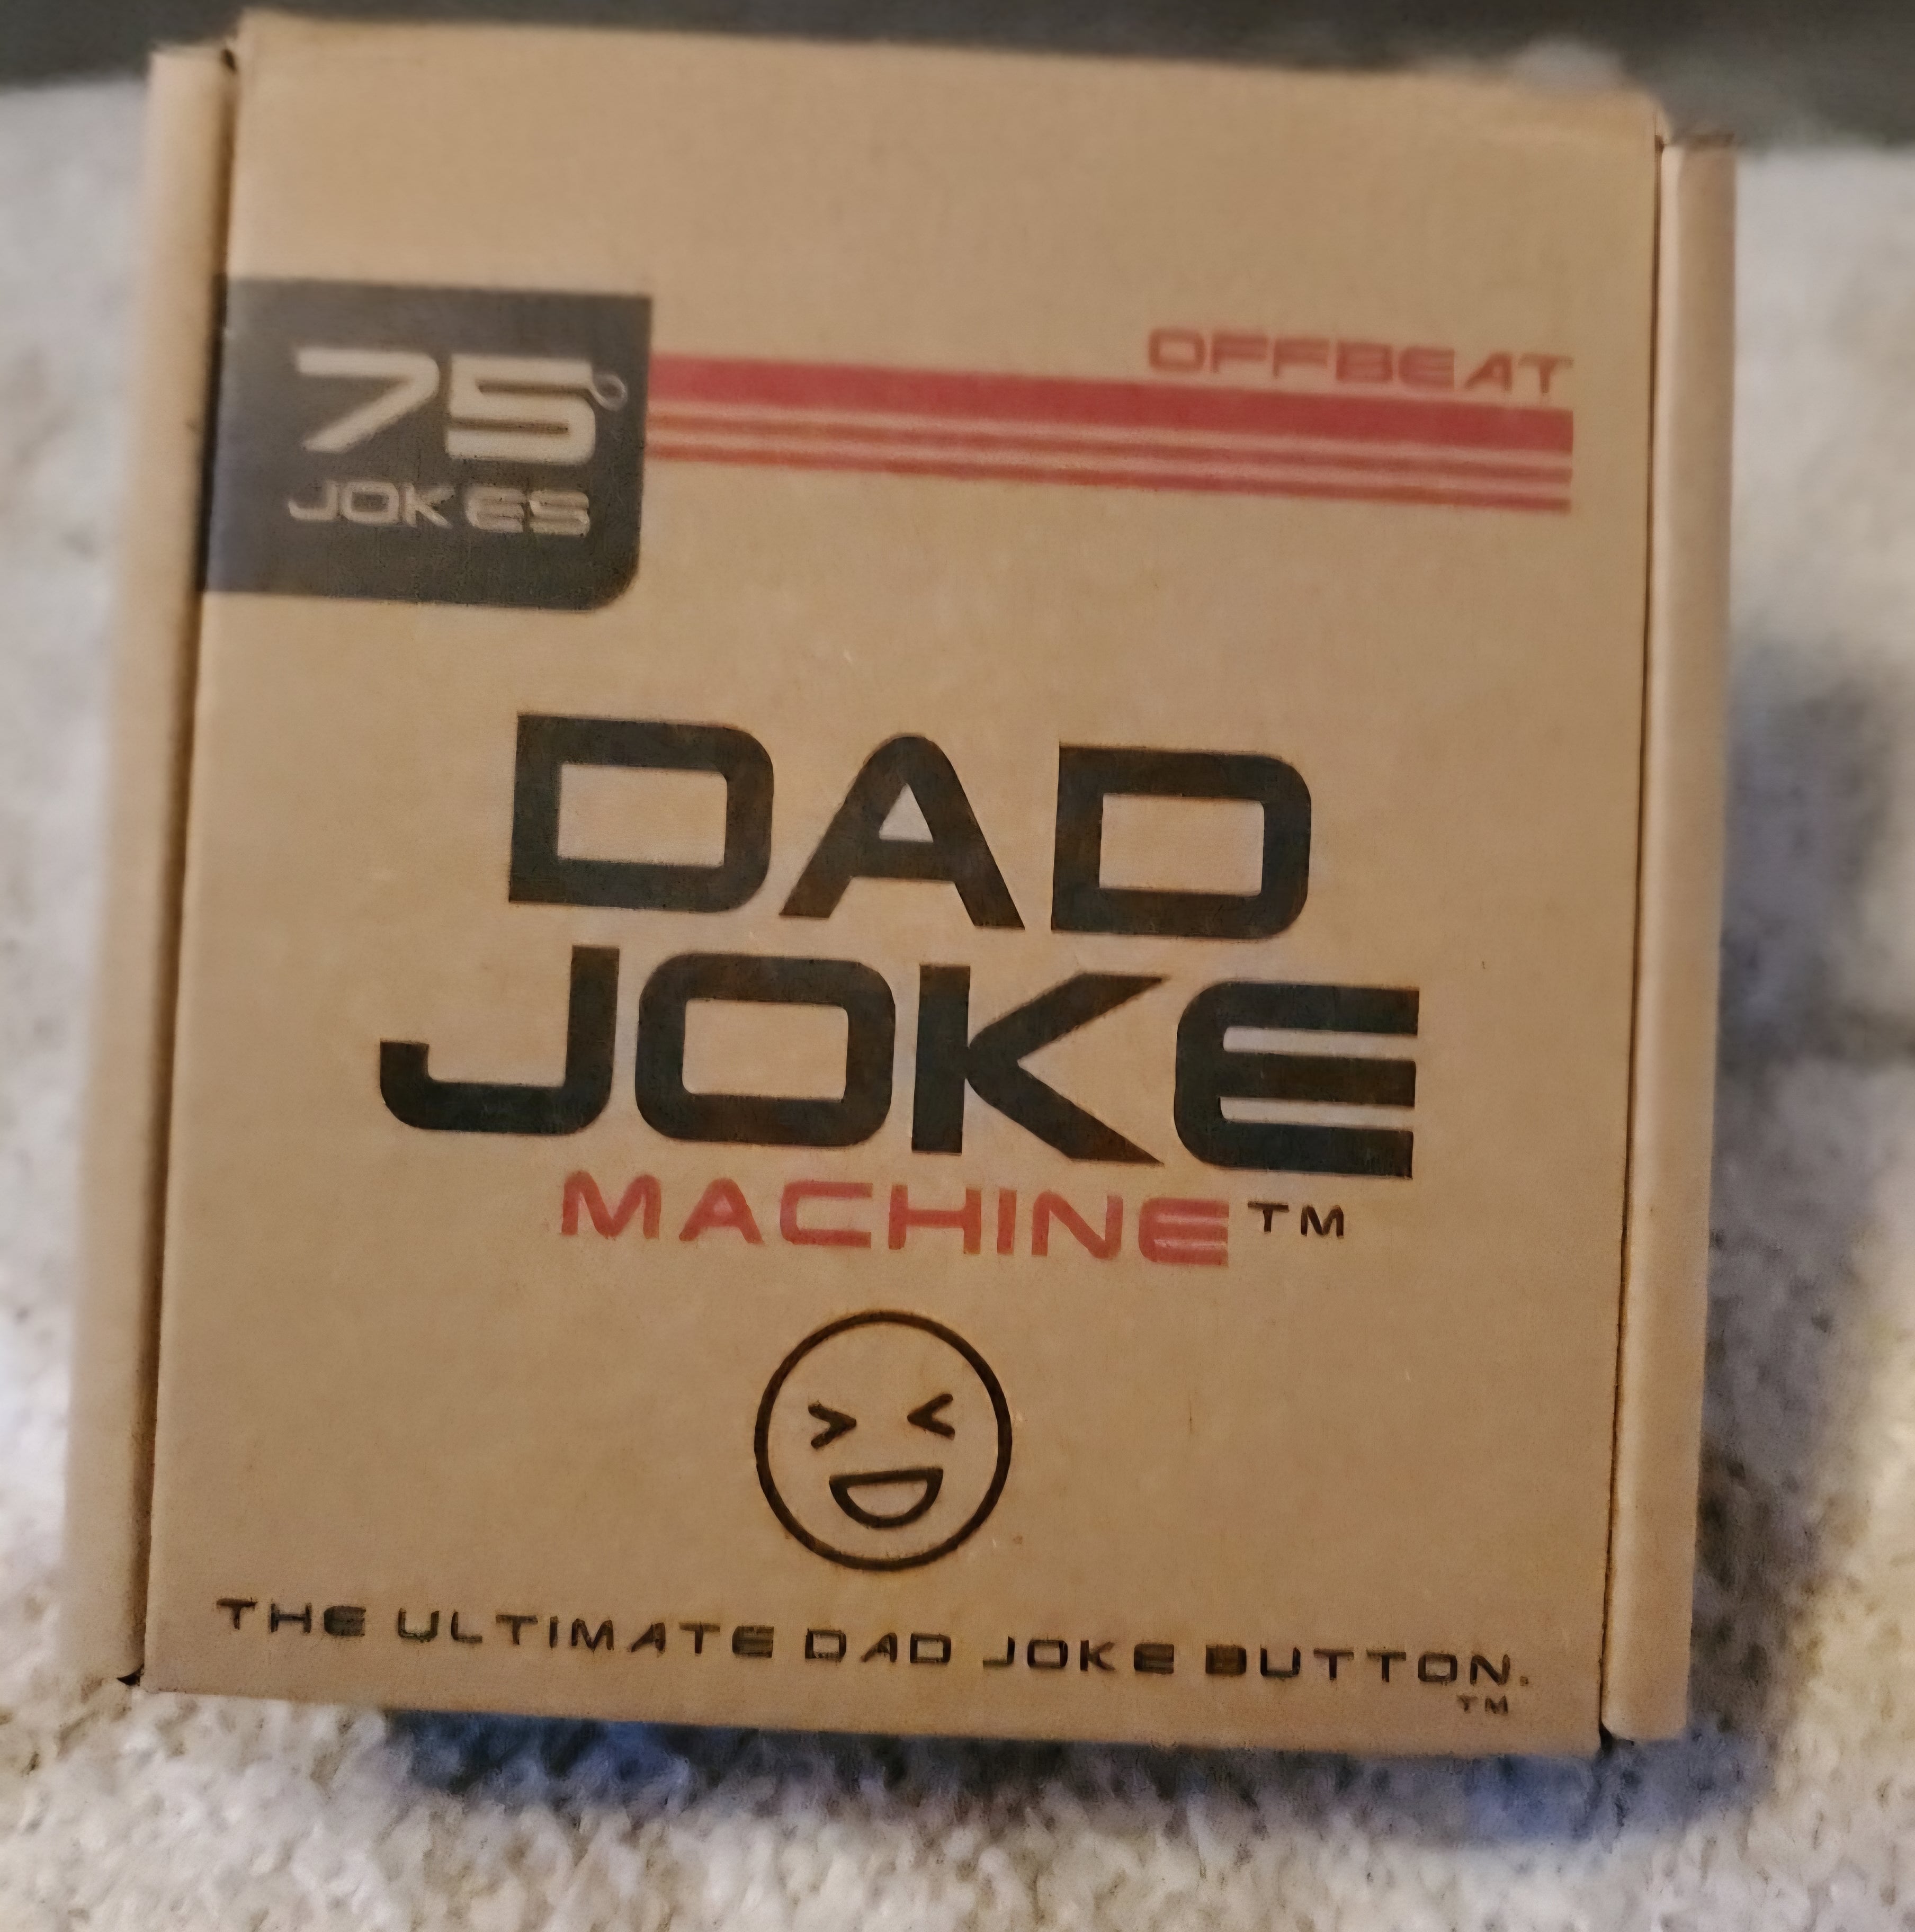 75°
JOKES
OFFBEAT
DAD
JOKE
MACHINE™
THE ULTIMATE DAD JOKE BUTTON.
TM